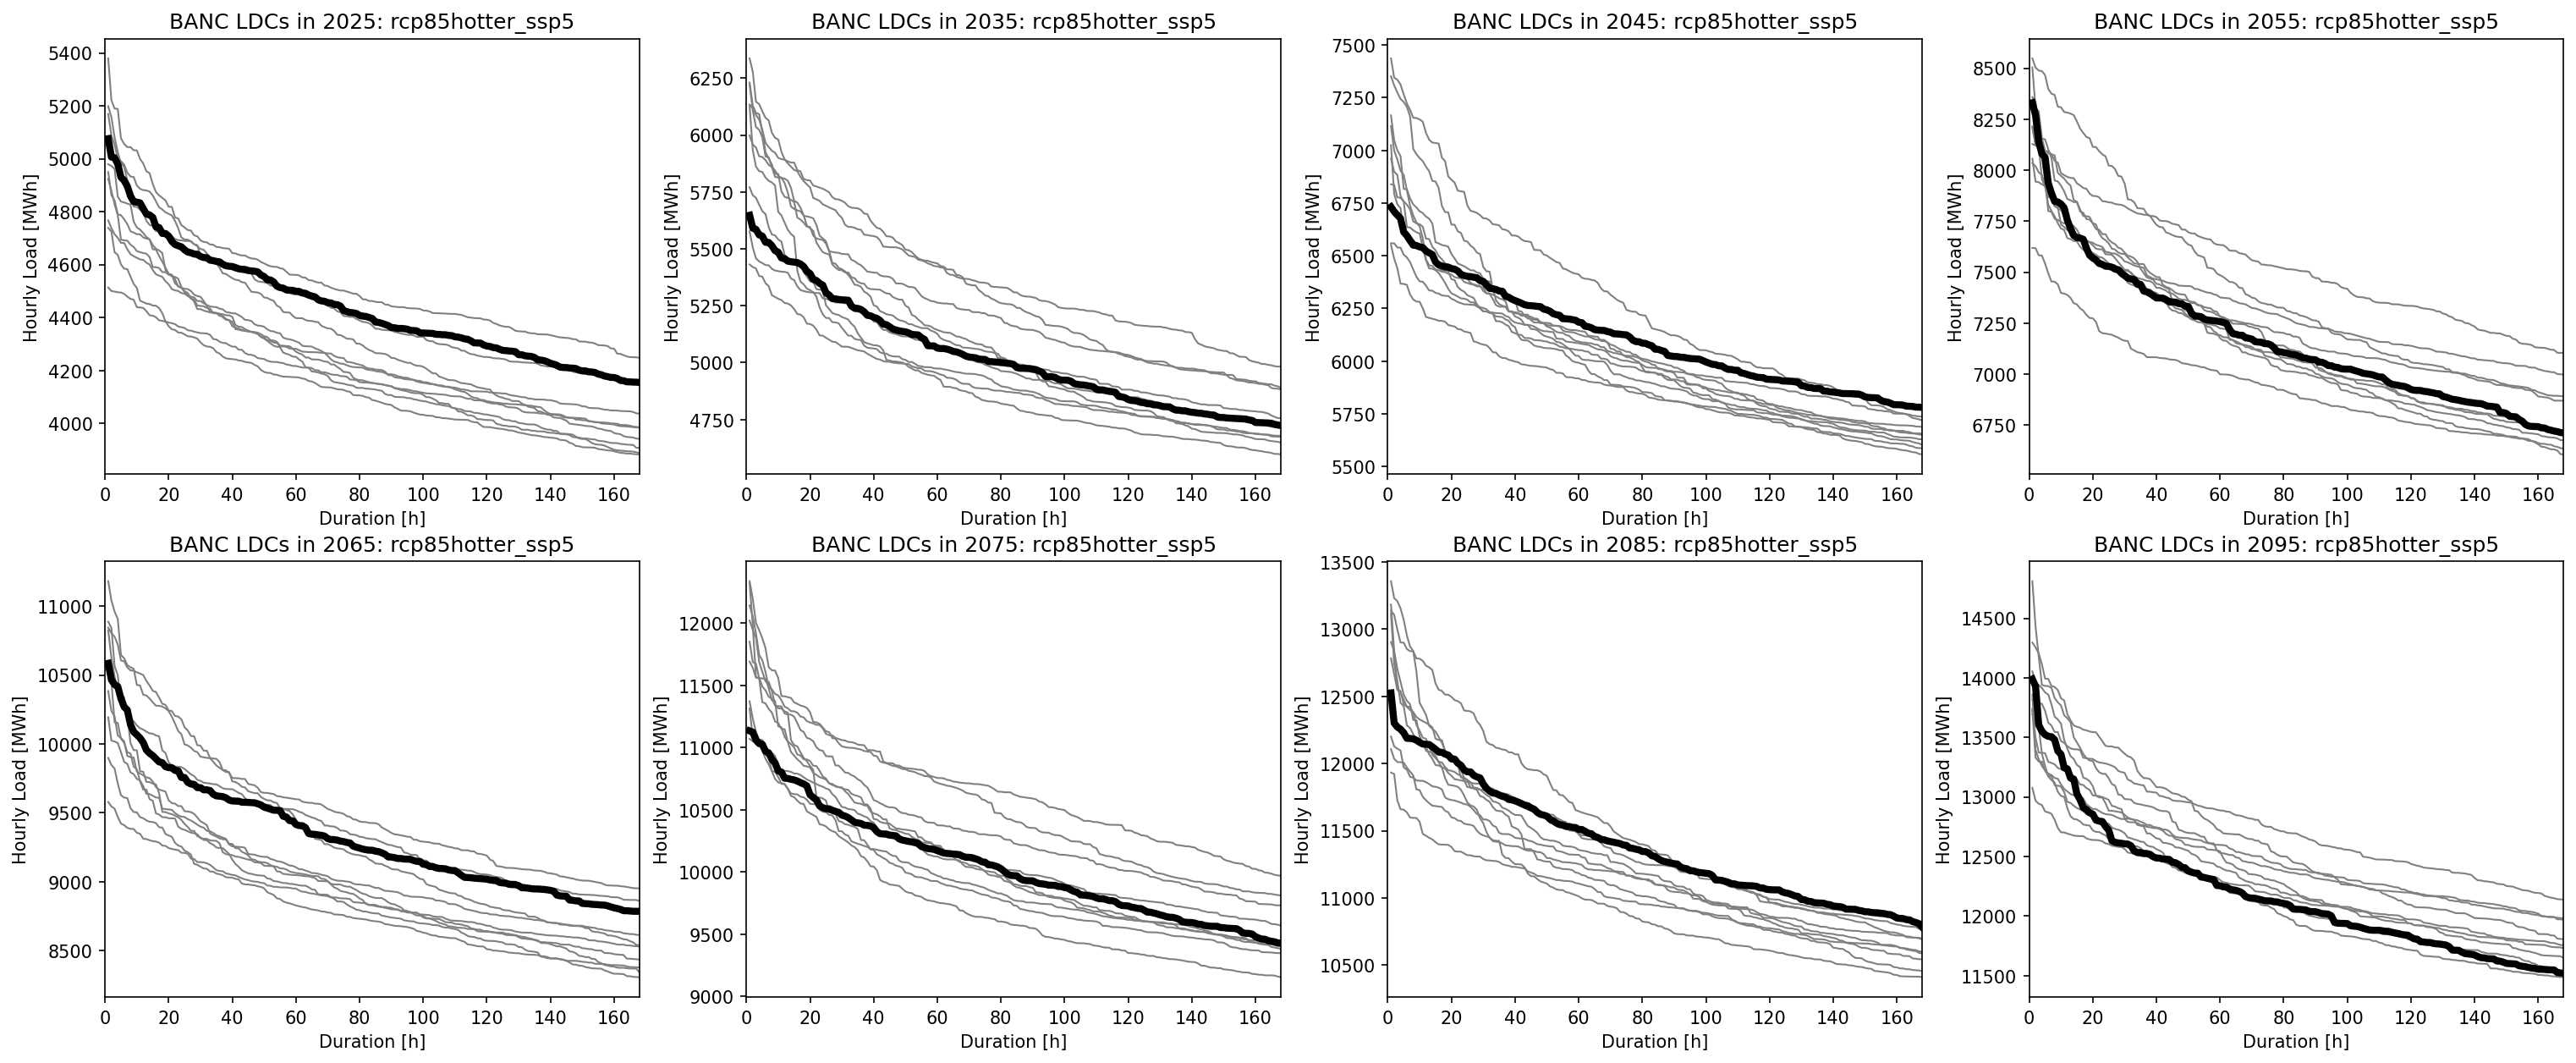 BANC LDCs in 2025: rcp85hotter_ssp5
5400
5200
5000
4800
4600
4400
4200
4000
Hourly Load [MWh]
0 20 40 60 80 100 120 140 160
Duration [h]
BANC LDCs in 2035: rcp85hotter_ssp5
6250
6000
5750
5500
5250
5000
4750
Hourly Load [MWh]
0 20 40 60 80 100 120 140 160
Duration [h]
BANC LDCs in 2045: rcp85hotter_ssp5
7500
7250
7000
6750
6500
6250
6000
5750
5500
Hourly Load [MWh]
0 20 40 60 80 100 120 140 160
Duration [h]
BANC LDCs in 2055: rcp85hotter_ssp5
8500
8250
8000
7750
7500
7250
7000
6750
Hourly Load [MWh]
0 20 40 60 80 100 120 140 160
Duration [h]
BANC LDCs in 2065: rcp85hotter_ssp5
11000
10500
10000
9500
9000
8500
Hourly Load [MWh]
0 20 40 60 80 100 120 140 160
Duration [h]
BANC LDCs in 2075: rcp85hotter_ssp5
12000
11500
11000
10500
10000
9500
9000
Hourly Load [MWh]
0 20 40 60 80 100 120 140 160
Duration [h]
BANC LDCs in 2085: rcp85hotter_ssp5
13500
13000
12500
12000
11500
11000
10500
Hourly Load [MWh]
0 20 40 60 80 100 120 140 160
Duration [h]
BANC LDCs in 2095: rcp85hotter_ssp5
14500
14000
13500
13000
12500
12000
11500
Hourly Load [MWh]
0 20 40 60 80 100 120 140 160
Duration [h]